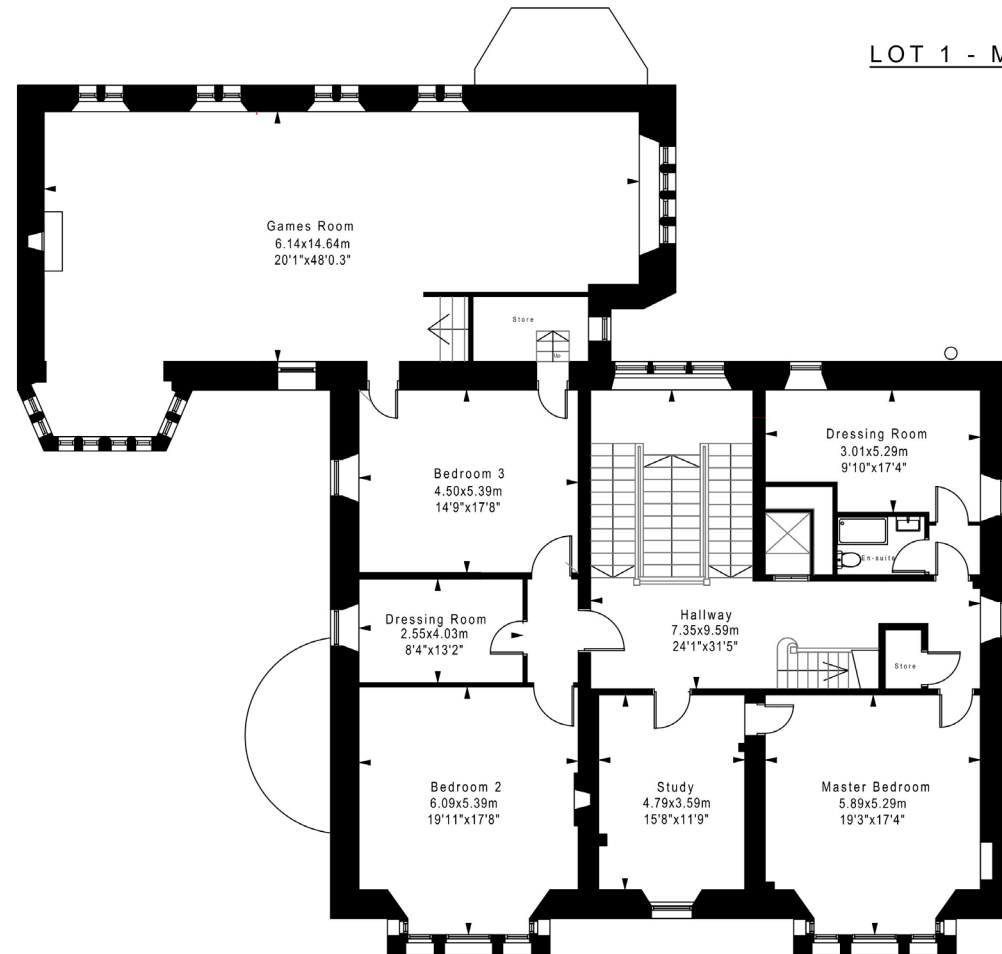 LOT 1 - M
Games Room
6.14x14.64m
20'1"x48'0.3"
Store
Up
Dressing Room
3.01x5.29m
9'10"x17'4"
Bedroom 3
4.50x5.39m
14'9"x17'8"
En-suite
Dressing Room
2.55x4.03m
8'4"x13'2"
Hallway
7.35x9.59m
24'1"x31'5"
Store
Bedroom 2
6.09x5.39m
19'11"x17'8"
Study
4.79x3.59m
15'8"x11'9"
Master Bedroom
5.89x5.29m
19'3"x17'4"